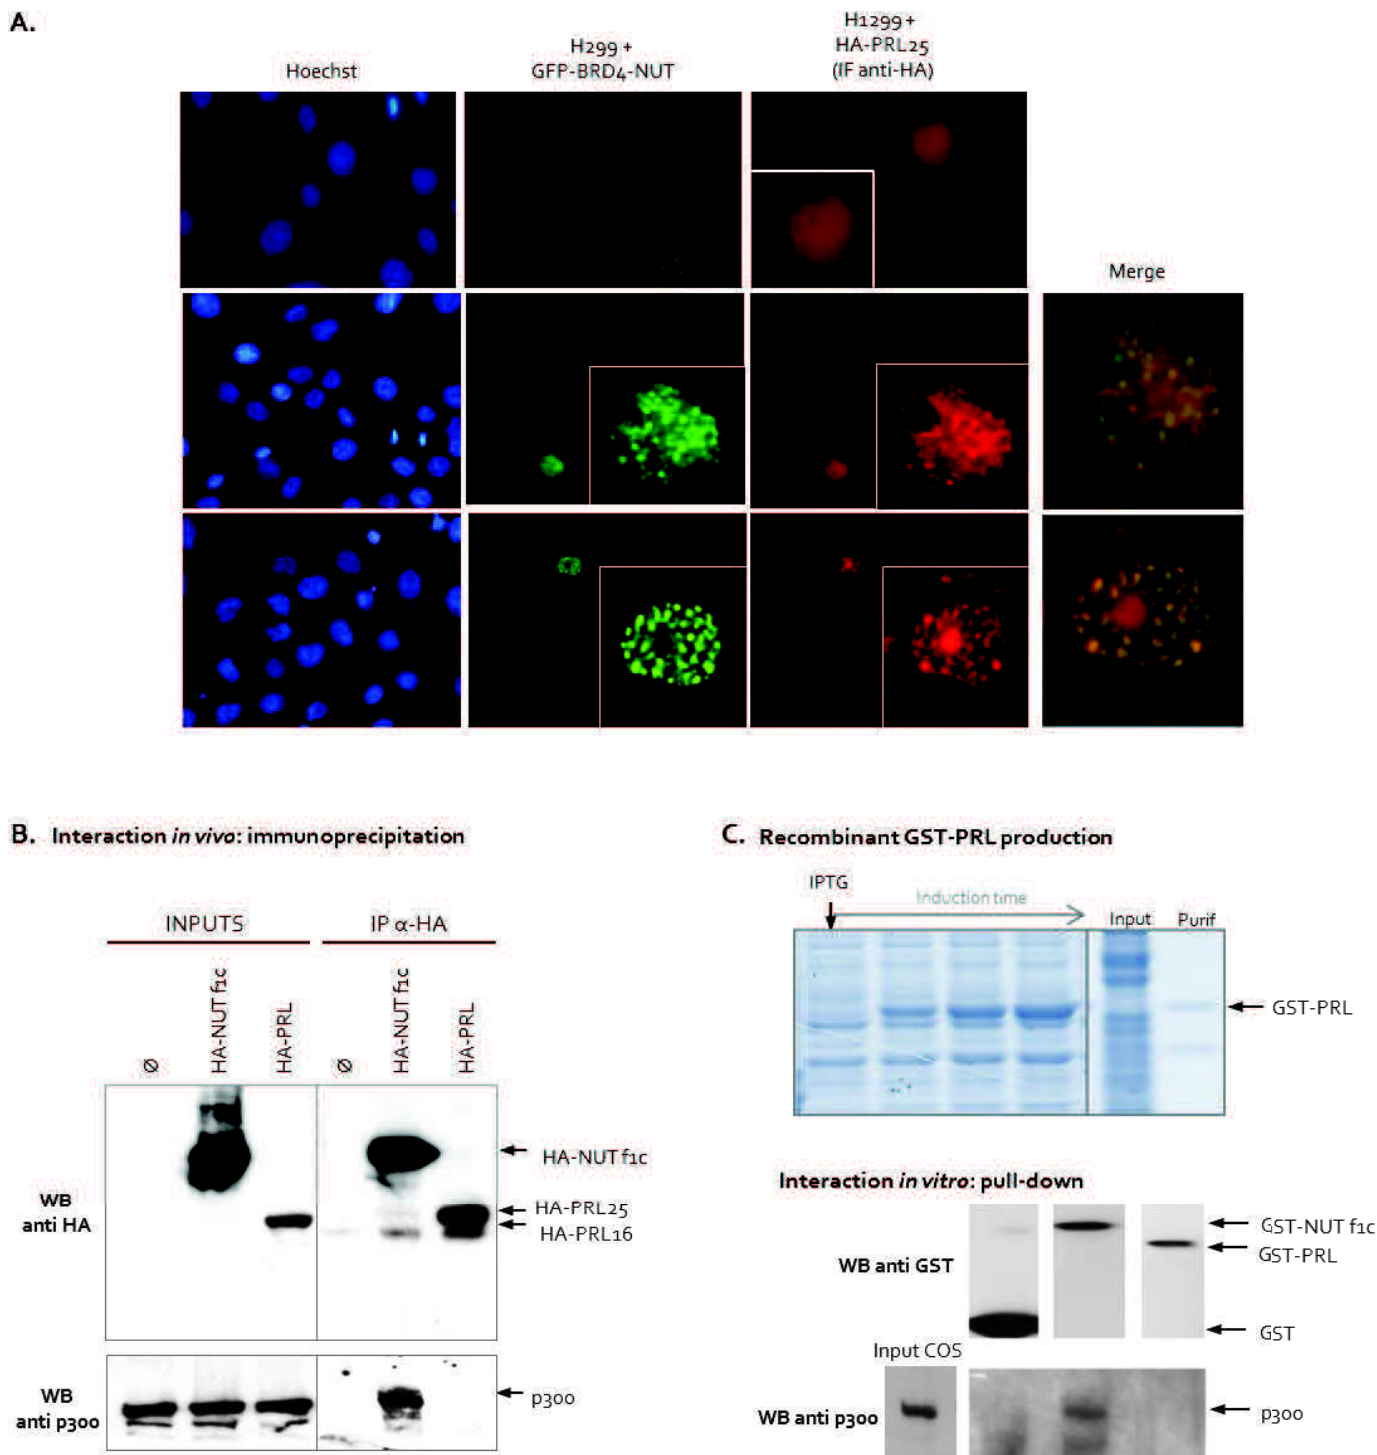 A.
Hoechst
H299 +
GFP-BRD4-NUT
H1299 +
HA-PRL25
(IF anti-HA)
Merge
B. Interaction in vivo: immunoprecipitation
INPUTS
IP α-HA
Ø
HA-NUT f1c
HA-PRL
Ø
HA-NUT f1c
HA-PRL
WB
anti HA
HA-NUT f1c
HA-PRL25
HA-PRL16
WB
anti p300
p300
C. Recombinant GST-PRL production
IPTG
Induction time
Input
Purif
GST-PRL
Interaction in vitro: pull-down
WB anti GST
GST-NUT f1c
GST-PRL
GST
Input COS
WB anti p300
p300